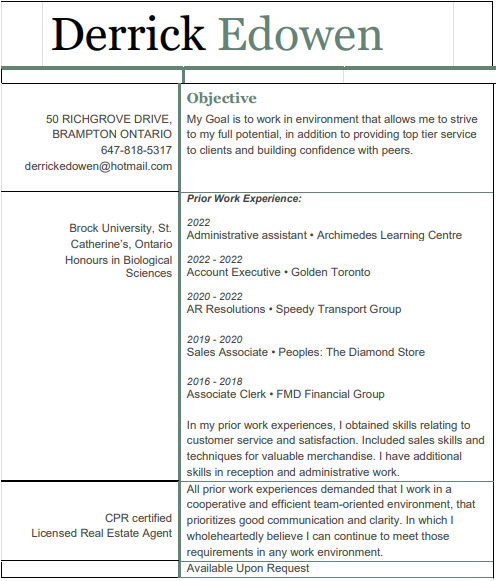 Derrick Edowen
50 RICHGROVE DRIVE,
BRAMPTON ONTARIO
647-818-5317
derrickedowen@hotmail.com
Objective
My Goal is to work in environment that allows me to strive
to my full potential, in addition to providing top tier service
to clients and building confidence with peers.
Brock University, St.
Catherine's, Ontario
Honours in Biological
Sciences
Prior Work Experience:
2022
Administrative assistant • Archimedes Learning Centre
2022 - 2022
Account Executive • Golden Toronto
2020 - 2022
AR Resolutions • Speedy Transport Group
2019 - 2020
Sales Associate • Peoples: The Diamond Store
2016 - 2018
Associate Clerk • FMD Financial Group
In my prior work experiences, I obtained skills relating to
customer service and satisfaction. Included sales skills and
techniques for valuable merchandise. I have additional
skills in reception and administrative work.
CPR certified
Licensed Real Estate Agent
All prior work experiences demanded that I work in a
cooperative and efficient team-oriented environment, that
prioritizes good communication and clarity. In which I
wholeheartedly believe I can continue to meet those
requirements in any work environment.
Available Upon Request